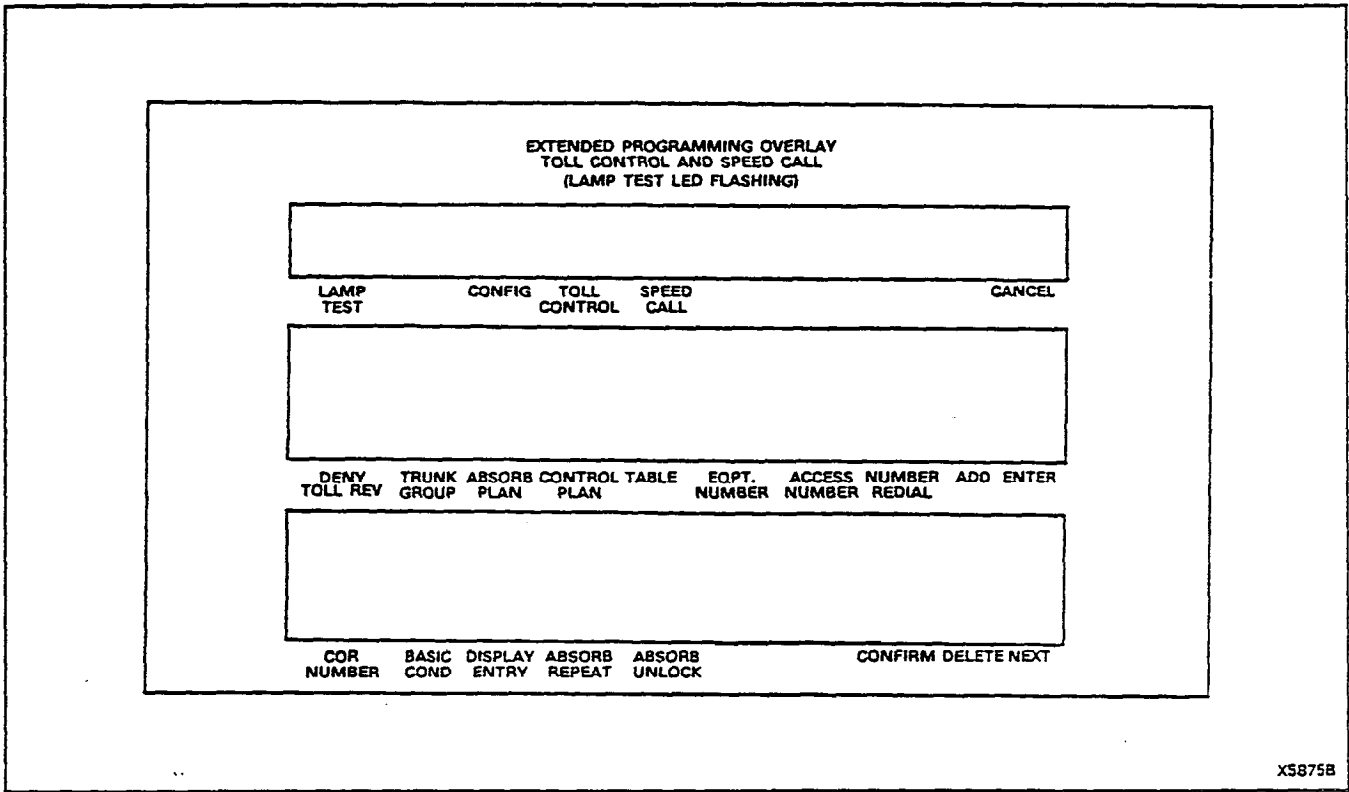 EXTENDED PROGRAMMING OVERLAY
TOLL CONTROL AND SPEED CALL
(LAMP TEST LED FLASHING)
LAMP TEST CONFIG TOLL CONTROL SPEED CALL CANCEL
DENY TOLL REV TRUNK GROUP ABSORB PLAN CONTROL PLAN TABLE EQPT. NUMBER ACCESS NUMBER NUMBER REDIAL ADD ENTER
COR NUMBER BASIC COND DISPLAY ENTRY ABSORB REPEAT ABSORB UNLOCK CONFIRM DELETE NEXT
X5875B